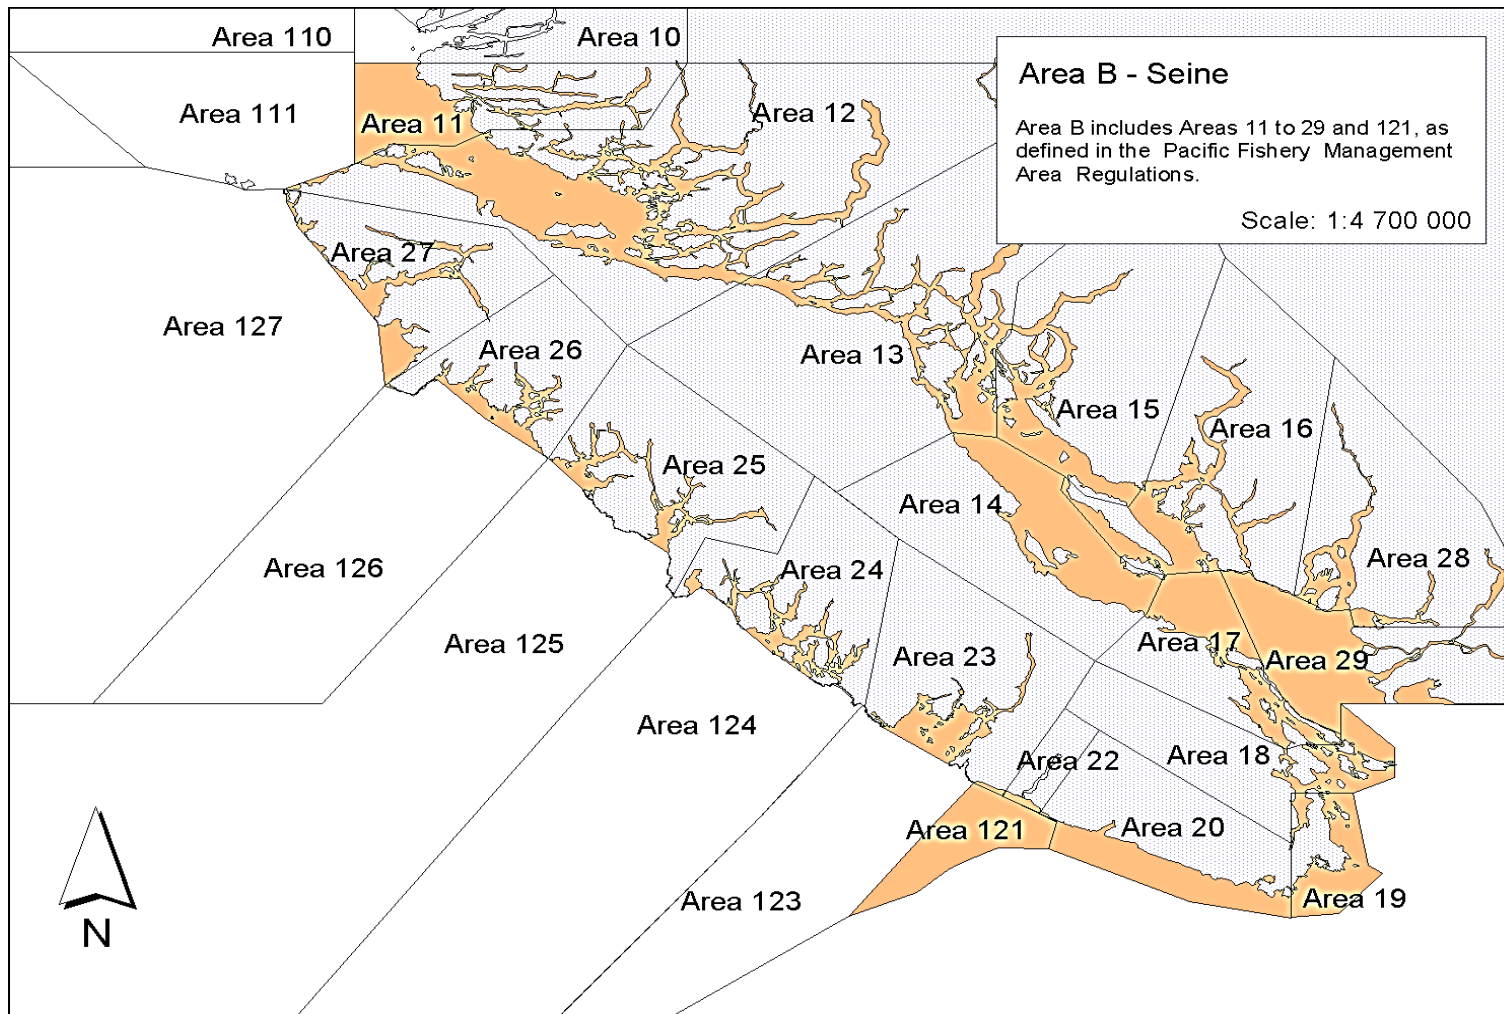 Area 110
Area 10
Area B - Seine
Area B includes Areas 11 to 29 and 121, as
defined in the Pacific Fishery Management
Area Regulations.
Scale: 1:4 700 000
Area 111
Area 11
Area 12
Area 27
Area 127
Area 26
Area 13
Area 15
Area 16
Area 25
Area 14
Area 126
Area 24
Area 28
Area 125
Area 23
Area 17
Area 29
Area 124
Area 22
Area 18
Area 121
Area 20
Area 123
Area 19
N